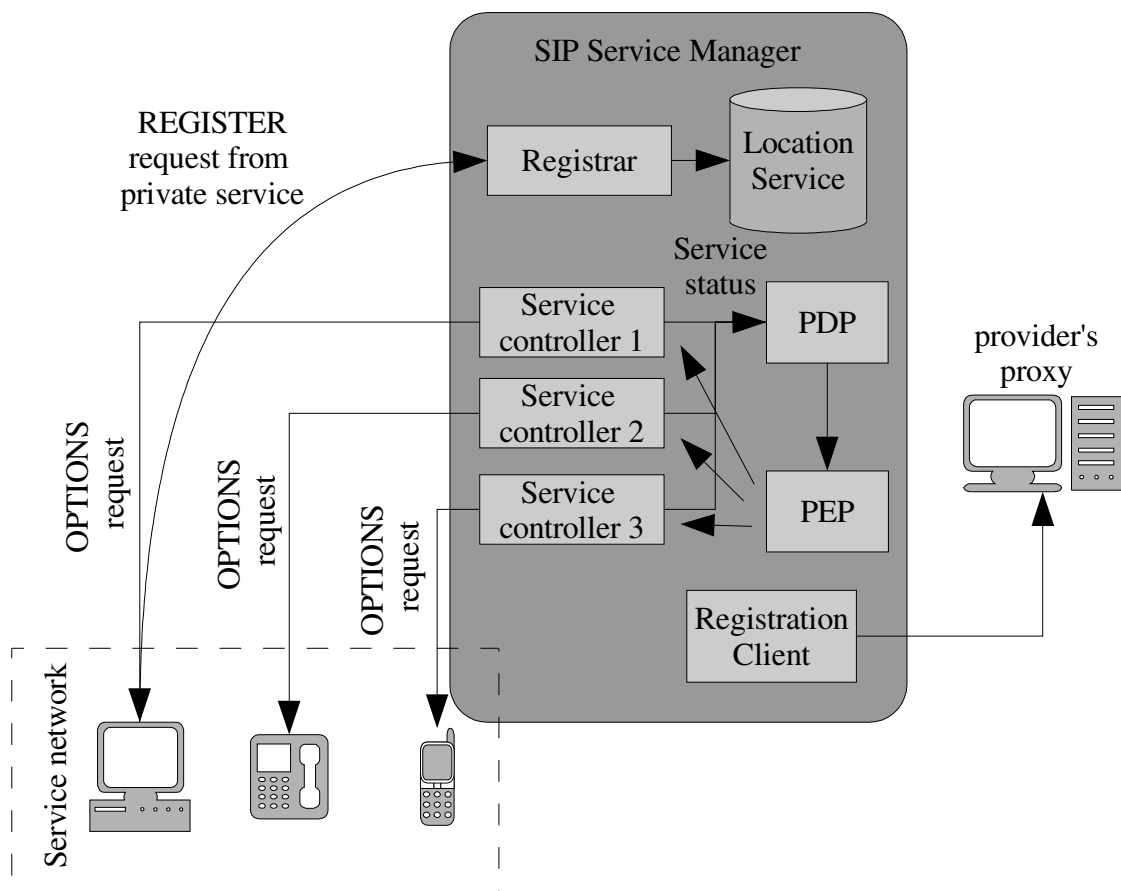 SIP Service Manager
REGISTER
request from
private service
Registrar
Location
Service
Service
status
Service
controller 1
PDP
provider's
proxy
Service
controller 2
OPTIONS
request
OPTIONS
request
Service
controller 3
PEP
OPTIONS
request
Registration
Client
Service network